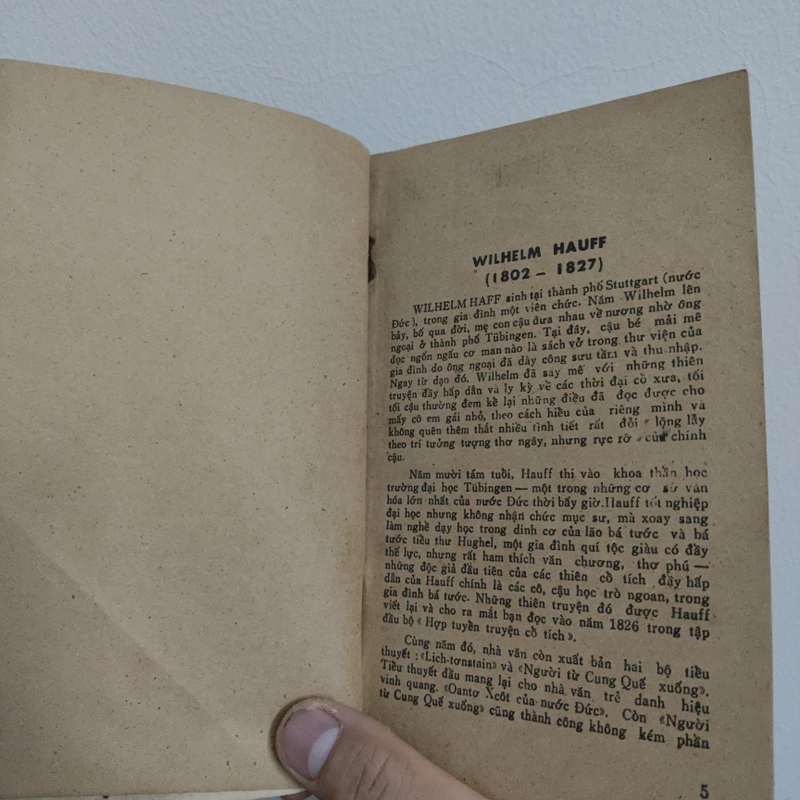 WILHELM HAUFF
(1802 – 1827)
WILHELM HAFF sinh tại thành phố Stuttgart (nước
Đức), trong gia đình một viên chức. Năm Wilhelm lên
bảy, bố qua đời, mẹ con cậu đưa nhau về nương nhờ ông
ngoại ở thành phố Tübingen. Tại đây, cậu bé mải mê
đọc ngốn ngấu cơ man nào là sách vở trong thư viện của
gia đình do ông ngoại đã dày công sưu tầm và thu nhập.
Ngay từ dạo đó, Wilhelm đã say mê với những thiên
truyện đầy hấp dẫn và ly kỳ về các thời đại cổ xưa, tối
tối cậu thường đem kể lại những điều đã đọc được cho
mấy cô em gái nhỏ, theo cách hiểu của riêng mình và
không quên thêm thắt nhiều tình tiết rất đỗi « lộng lẫy
theo trí tưởng tượng thơ ngây, nhưng rực rỡ » của chính
cậu.
Năm mười tám tuổi, Hauff thi vào khoa thần học
trường đại học Tübingen — một trong những cơ sở văn
hóa lớn nhất của nước Đức thời bấy giờ. Hauff tốt nghiệp
đại học nhưng không nhận chức mục sư, mà xoay sang
làm nghề dạy học trong dinh cơ của lão bá tước và bá
tước tiểu thư Hughel, một gia đình quí tộc giàu có đầy
thế lực, nhưng rất ham thích văn chương, thơ phú —
những độc giả đầu tiên của các thiên cổ tích đầy hấp
dẫn của Hauff chính là các cô, cậu học trò ngoan, trong
gia đình bá tước. Những thiên truyện đó được Hauff
viết lại và cho ra mắt bạn đọc vào năm 1826 trong tập
đầu bộ « Hợp tuyển truyện cổ tích ».
Cùng năm đó, nhà văn còn xuất bản hai bộ tiểu
thuyết : «Lich-tơnstain» và «Người từ Cung Quế xuống».
Tiểu thuyết đầu mang lại cho nhà văn trẻ danh hiệu
vinh quang. «Oantơ Xcôt của nước Đức». Còn «Người
từ Cung Quế xuống» cũng thành công không kém phần
5